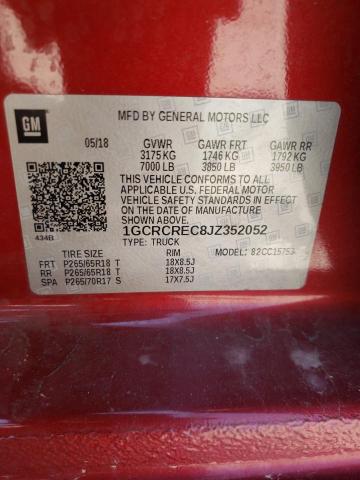 GM
MFD BY GENERAL MOTORS LLC
05/18 GVWR GAWR FRT GAWR RR
3175 KG 1746 KG 1792 KG
7000 LB 3850 LB 3950 LB
THIS VEHICLE CONFORMS TO ALL
APPLICABLE U.S. FEDERAL MOTOR
VEHICLE SAFETY STANDARDS IN EFFECT
ON THE DATE OF MANUFACTURE SHOWN ABOVE.
1GCRCREC8JZ352052
434B
TYPE: TRUCK MODEL: 82CC15753
TIRE SIZE RIM
FRT P265/65R18 T 18X8.5J
RR P265/65R18 T 18X8.5J
SPA P265/70R17 S 17X7.5J